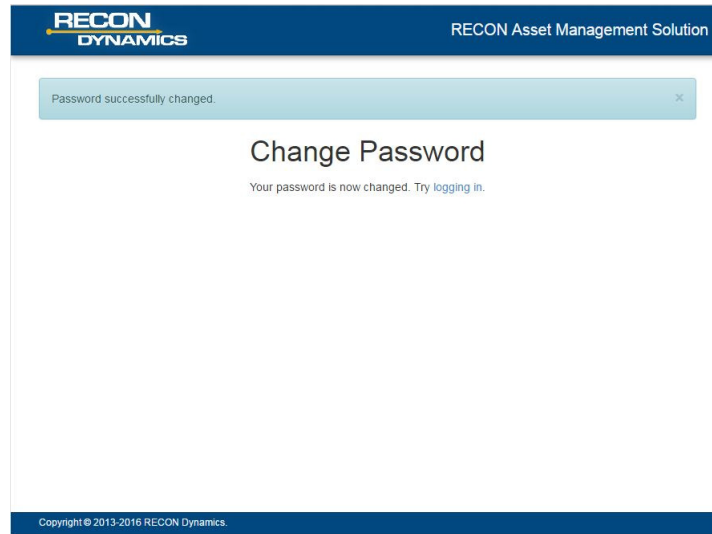 RECON
DYNAMICS
RECON Asset Management Solution
Password successfully changed.
×
Change Password
Your password is now changed. Try logging in.
Copyright © 2013-2016 RECON Dynamics.